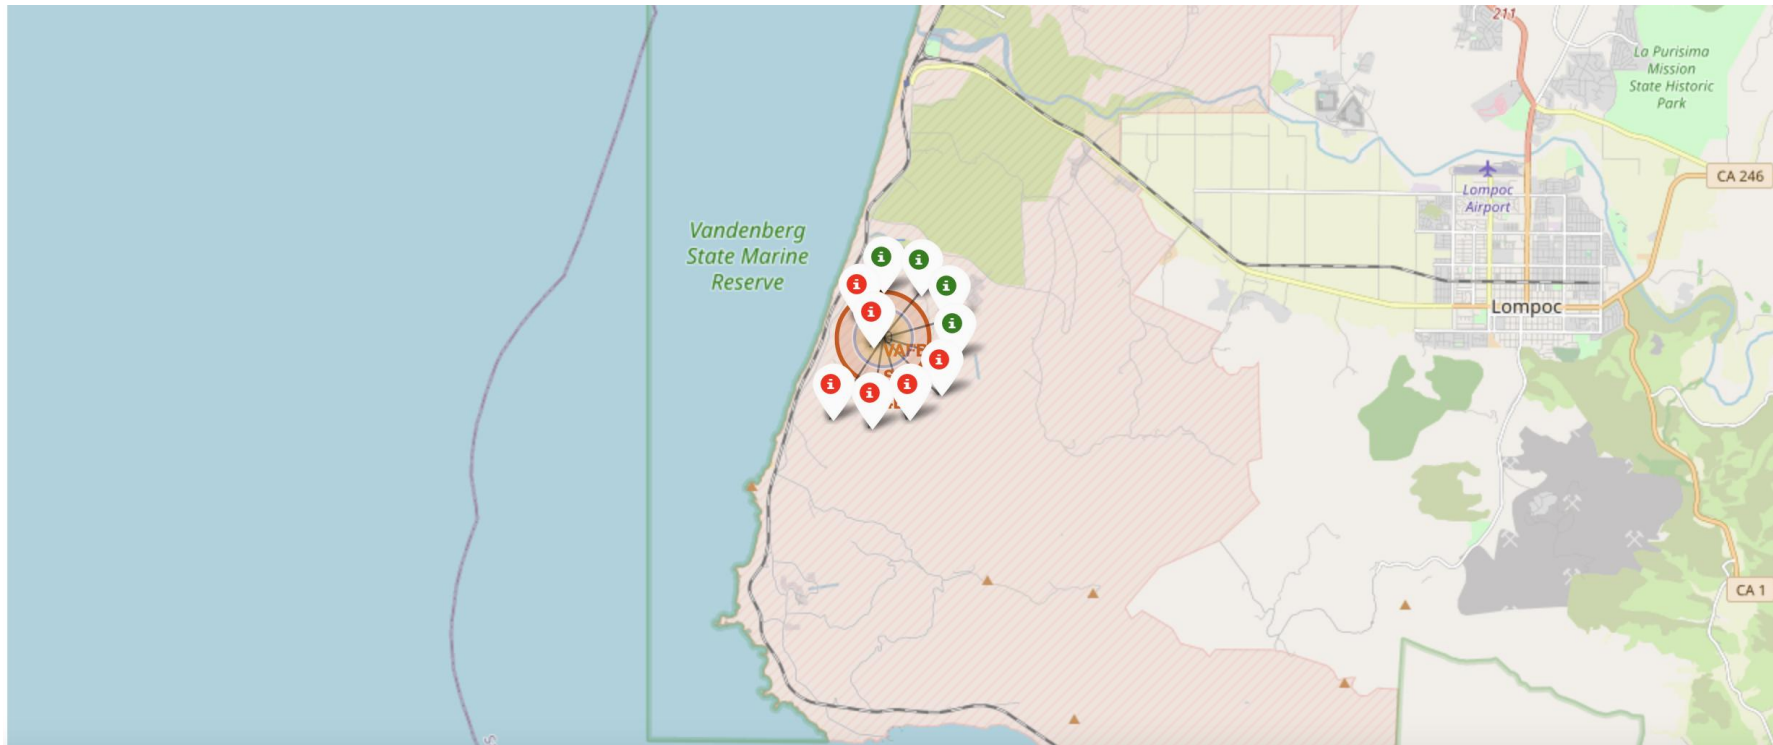 211
La Purisima
Mission
State Historic
Park
CA 246
Lompoc
Airport
Vandenberg
State Marine
Reserve
Lompoc
i
i
i
i
i
i
i
i
i
i
CA 1